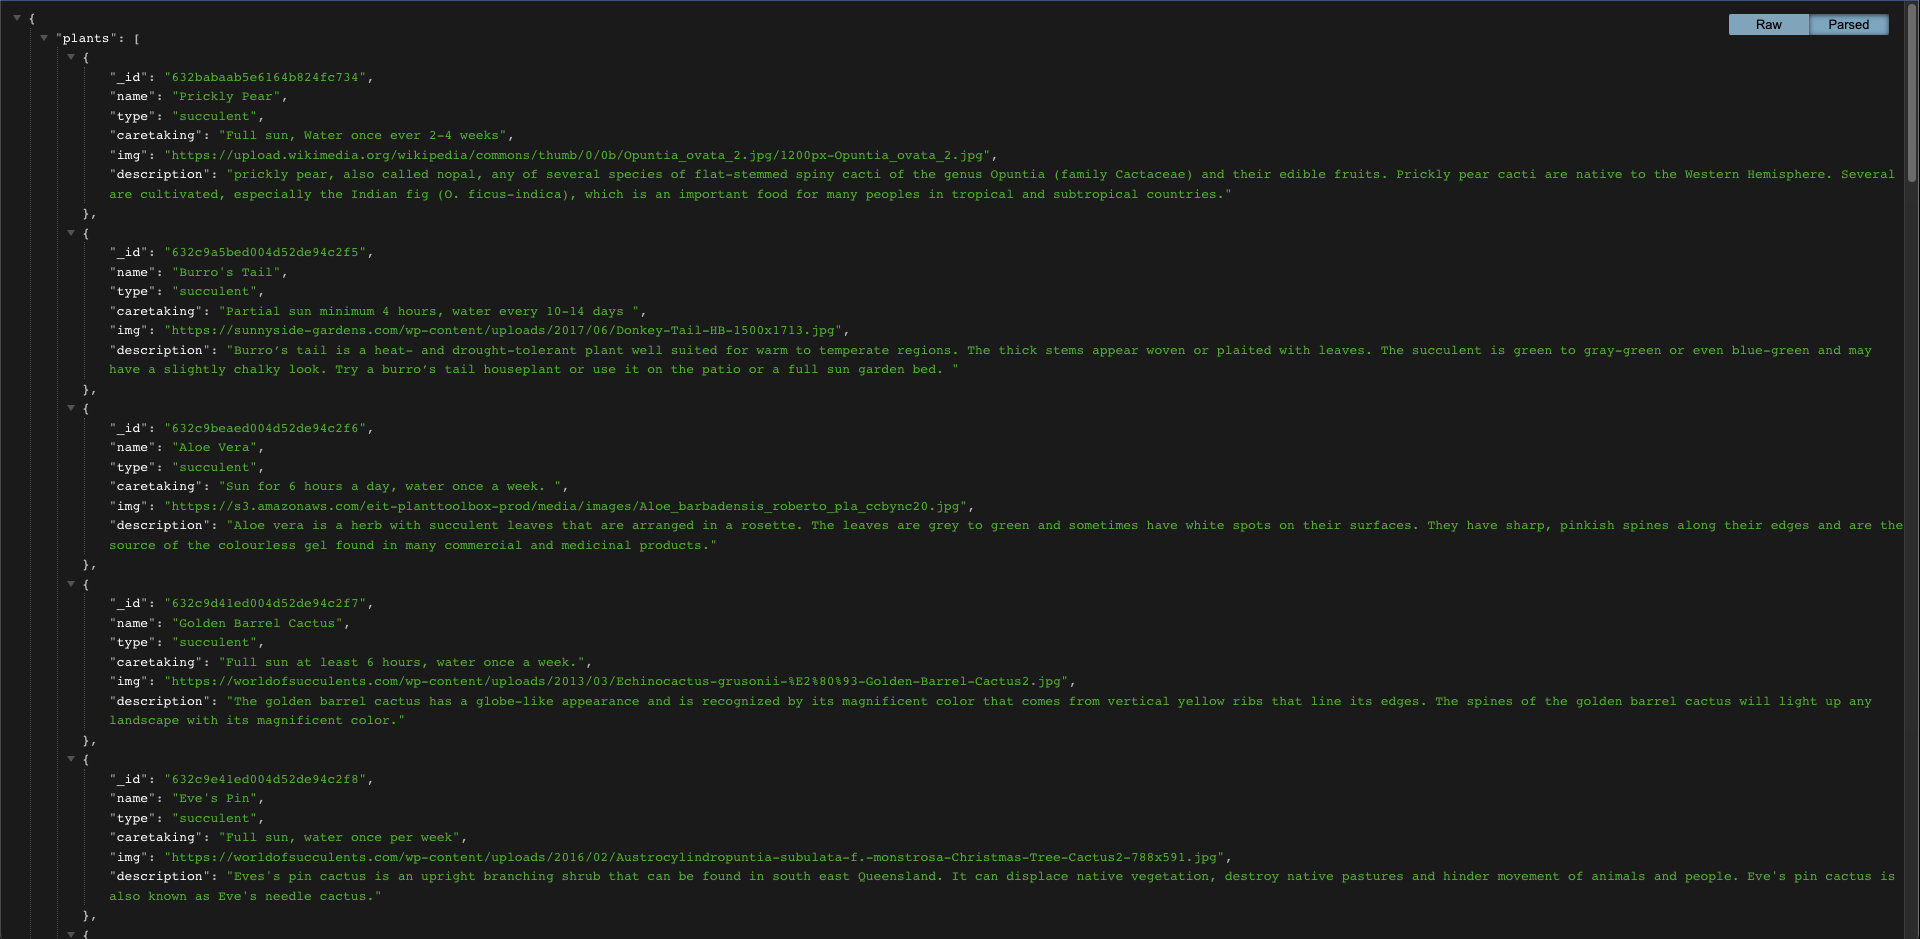 {
Raw Parsed
"plants": [
{
"_id": "632babaab5e6164b824fc734",
"name": "Prickly Pear",
"type": "succulent",
"caretaking": "Full sun, Water once ever 2-4 weeks",
"img": "https://upload.wikimedia.org/wikipedia/commons/thumb/0/0b/Opuntia_ovata_2.jpg/1200px-Opuntia_ovata_2.jpg",
"description": "prickly pear, also called nopal, any of several species of flat-stemmed spiny cacti of the genus Opuntia (family Cactaceae) and their edible fruits. Prickly pear cacti are native to the Western Hemisphere. Several
are cultivated, especially the Indian fig (O. ficus-indica), which is an important food for many peoples in tropical and subtropical countries."
},
{
"_id": "632c9a5bed004d52de94c2f5",
"name": "Burro's Tail",
"type": "succulent",
"caretaking": "Partial sun minimum 4 hours, water every 10-14 days ",
"img": "https://sunnyside-gardens.com/wp-content/uploads/2017/06/Donkey-Tail-HB-1500x1713.jpg",
"description": "Burro’s tail is a heat- and drought-tolerant plant well suited for warm to temperate regions. The thick stems appear woven or plaited with leaves. The succulent is green to gray-green or even blue-green and may
have a slightly chalky look. Try a burro’s tail houseplant or use it on the patio or a full sun garden bed. "
},
{
"_id": "632c9beaed004d52de94c2f6",
"name": "Aloe Vera",
"type": "succulent",
"caretaking": "Sun for 6 hours a day, water once a week. ",
"img": "https://s3.amazonaws.com/eit-planttoolbox-prod/media/images/Aloe_barbadensis_roberto_pla_ccbync20.jpg",
"description": "Aloe vera is a herb with succulent leaves that are arranged in a rosette. The leaves are grey to green and sometimes have white spots on their surfaces. They have sharp, pinkish spines along their edges and are the
source of the colourless gel found in many commercial and medicinal products."
},
{
"_id": "632c9d41ed004d52de94c2f7",
"name": "Golden Barrel Cactus",
"type": "succulent",
"caretaking": "Full sun at least 6 hours, water once a week.",
"img": "https://worldofsucculents.com/wp-content/uploads/2013/03/Echinocactus-grusonii-%E2%80%93-Golden-Barrel-Cactus2.jpg",
"description": "The golden barrel cactus has a globe-like appearance and is recognized by its magnificent color that comes from vertical yellow ribs that line its edges. The spines of the golden barrel cactus will light up any
landscape with its magnificent color."
},
{
"_id": "632c9e41ed004d52de94c2f8",
"name": "Eve's Pin",
"type": "succulent",
"caretaking": "Full sun, water once per week",
"img": "https://worldofsucculents.com/wp-content/uploads/2016/02/Austrocylindropuntia-subulata-f.-monstrosa-Christmas-Tree-Cactus2-788x591.jpg",
"description": "Eves's pin cactus is an upright branching shrub that can be found in south east Queensland. It can displace native vegetation, destroy native pastures and hinder movement of animals and people. Eve's pin cactus is
also known as Eve's needle cactus."
},
{